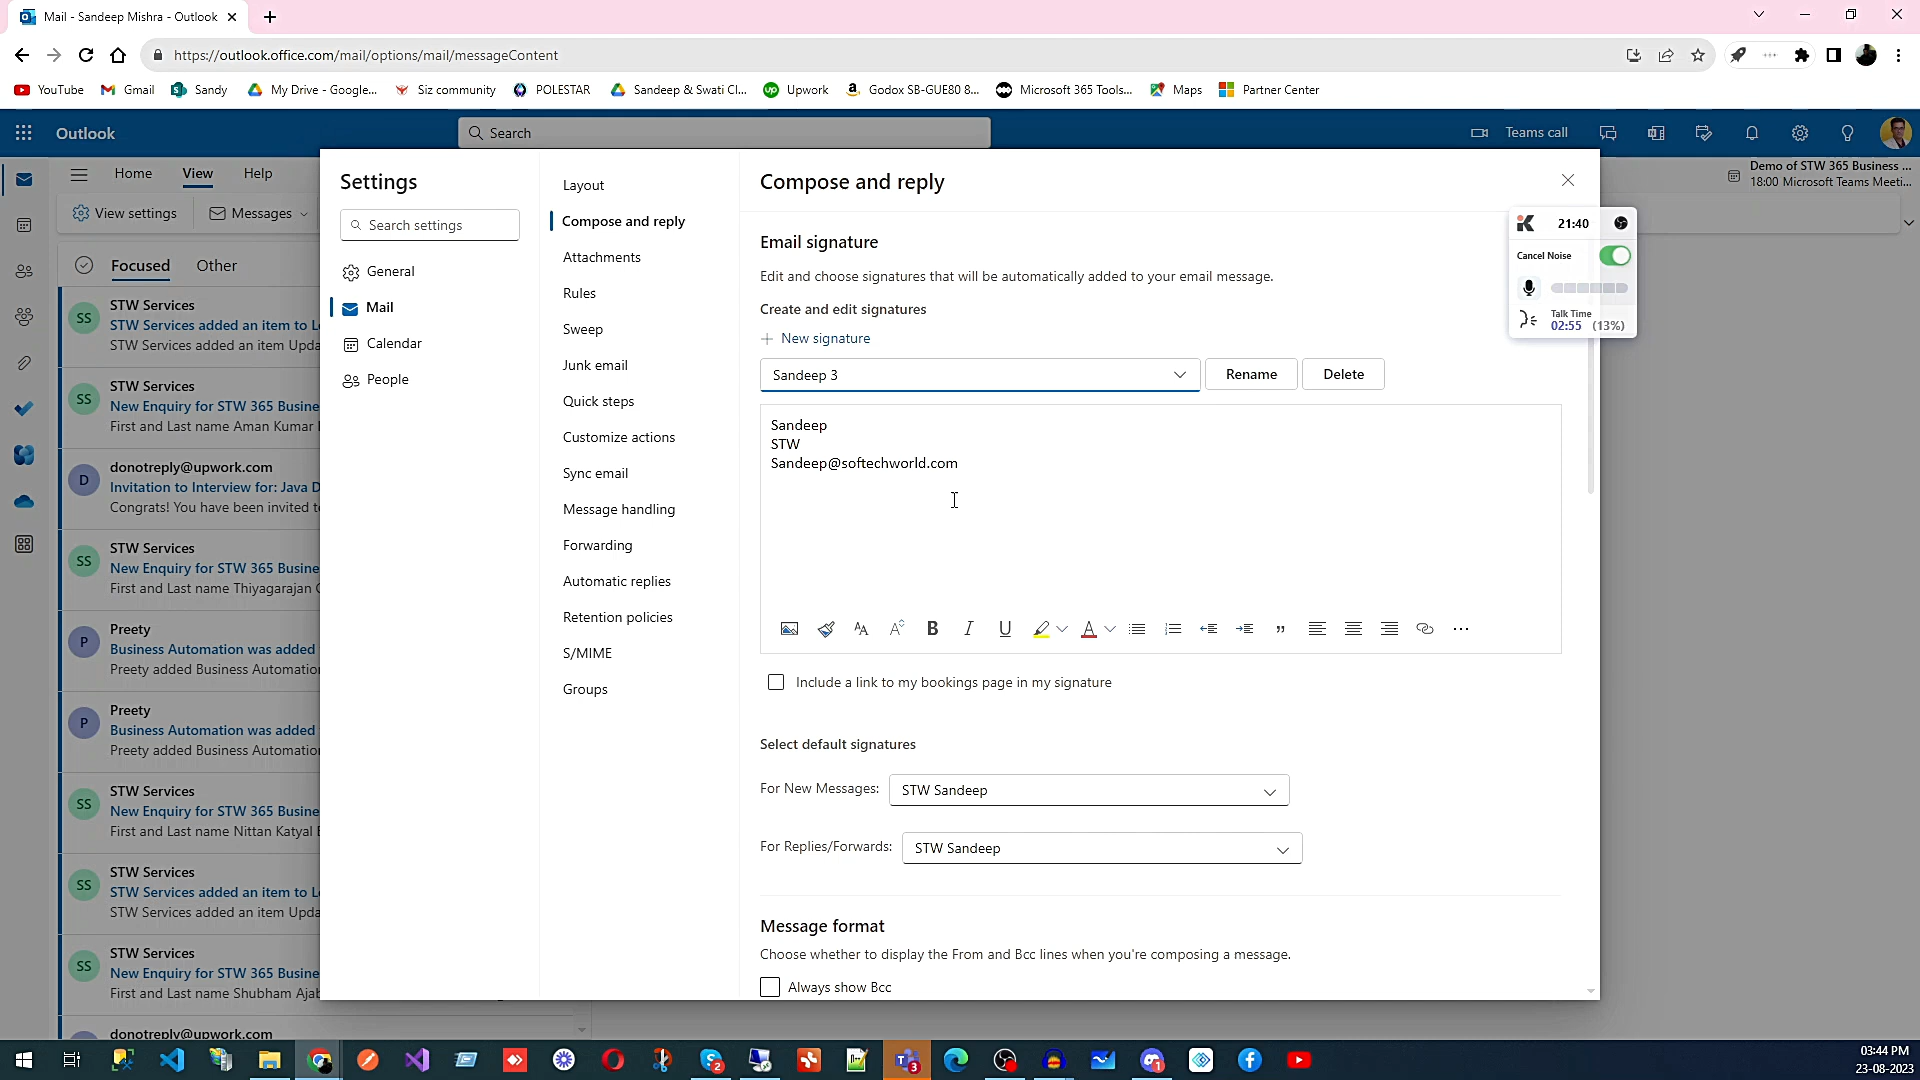 Mail - Sandeep Mishra - Outlook
https://outlook.office.com/mail/options/mail/messageContent
YouTube Gmail Sandy My Drive - Google... Siz community POLESTAR Sandeep & Swati Cl... Upwork Godox SB-GUE80 8... Microsoft 365 Tools... Maps Partner Center
Outlook
Search
Teams call
Home View Help
View settings Messages
Demo of STW 365 Business ...
18:00 Microsoft Teams Meeti...
Focused Other
STW Services
STW Services added an item to L
STW Services added an item Upda
STW Services
New Enquiry for STW 365 Busine
First and Last name Aman Kumar
D
donotreply@upwork.com
Invitation to Interview for: Java D
Congrats! You have been invited t
STW Services
New Enquiry for STW 365 Busine
First and Last name Thiyagarajan
Preety
Business Automation was added
Preety added Business Automation
Preety
Business Automation was added
Preety added Business Automation
STW Services
New Enquiry for STW 365 Busine
First and Last name Nittan Katyal
STW Services
STW Services added an item to L
STW Services added an item Upda
STW Services
New Enquiry for STW 365 Busine
First and Last name Shubham Ajab
donotreply@upwork.com
SS
SS
SS
P
P
SS
SS
SS
Settings
Search settings
General
Mail
Calendar
People
Layout
Compose and reply
Attachments
Rules
Sweep
Junk email
Quick steps
Customize actions
Sync email
Message handling
Forwarding
Automatic replies
Retention policies
S/MIME
Groups
Compose and reply
Email signature
Edit and choose signatures that will be automatically added to your email message.
Create and edit signatures
New signature
Sandeep 3
Rename
Delete
Sandeep
STW
Sandeep@softechworld.com
Include a link to my bookings page in my signature
Select default signatures
For New Messages: STW Sandeep
For Replies/Forwards: STW Sandeep
Message format
Choose whether to display the From and Bcc lines when you're composing a message.
Always show Bcc
21:40
Cancel Noise
Talk Time
02:55 (13%)
2
3
1
03:44 PM
23-08-2023